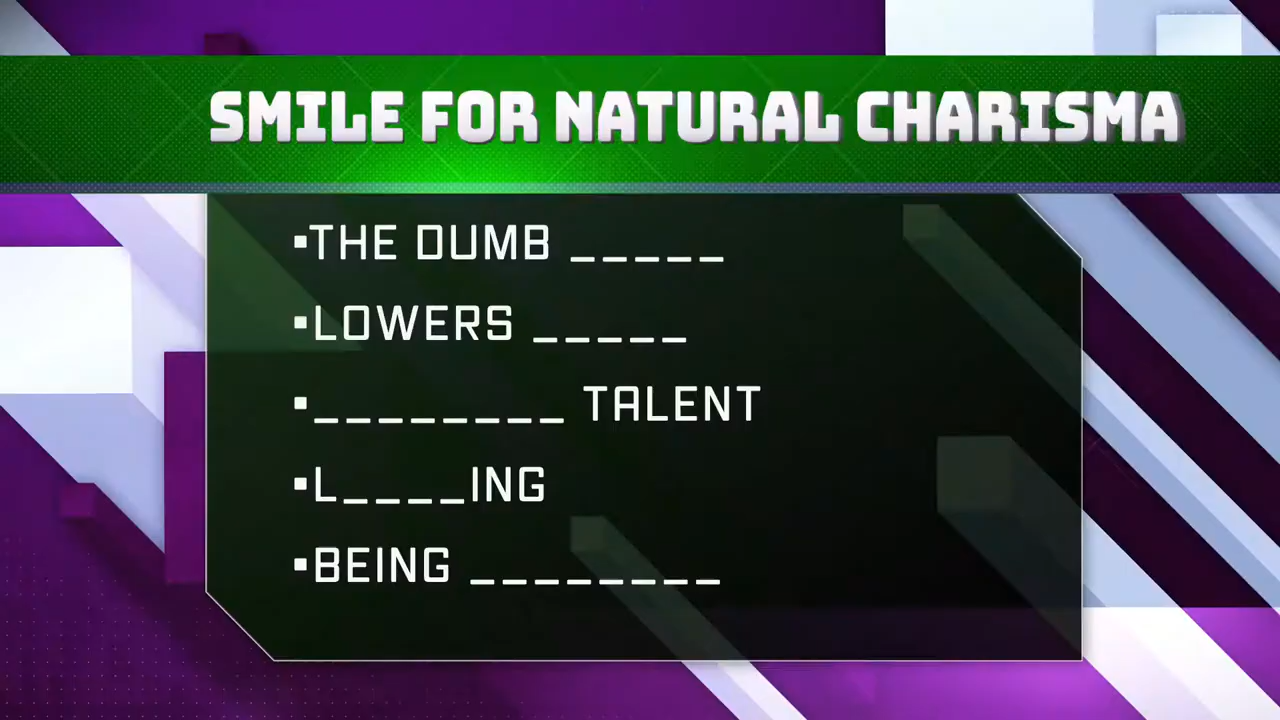 SMILE FOR NATURAL CHARISMA
▪THE DUMB _____
▪LOWERS _____
▪________ TALENT
▪L____ING
▪BEING ________